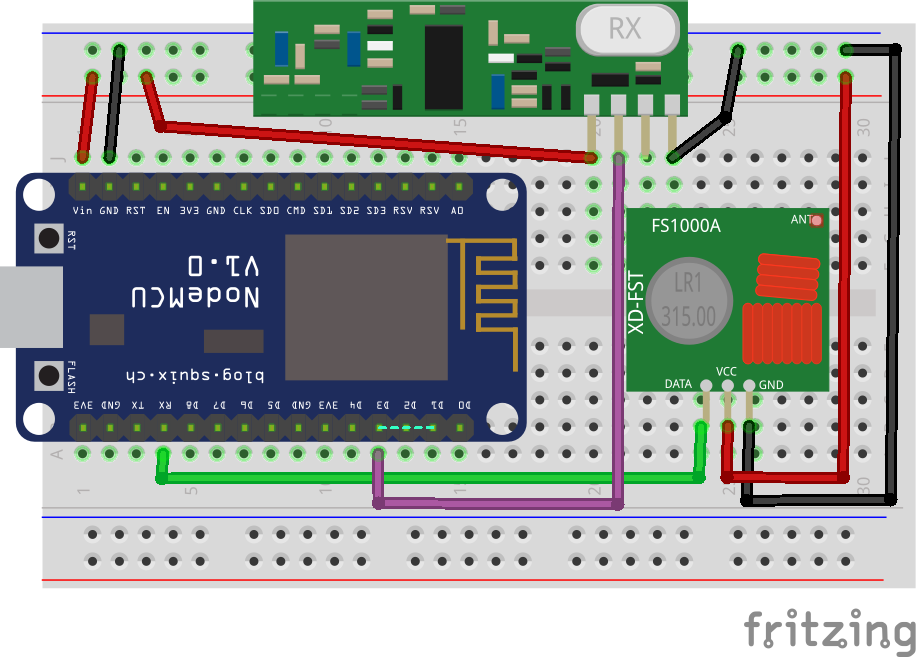 RX
10
15
20
25
30
J
Vin GND RST EN 3V3 GND CLK SD0 CMD SD1 SD2 SD3 RSV RSV A0
RST
NodeMCU
V1.0
blog.squix.ch
FLASH
3V3 GND TX RX D8 D7 D6 D5 GND 3V3 D4 D3 D2 D1 D0
FS1000A
ANT
XD-FST
LR1
315.00
DATA
VCC
GND
A
1
5
10
15
2
2
30
fritzing